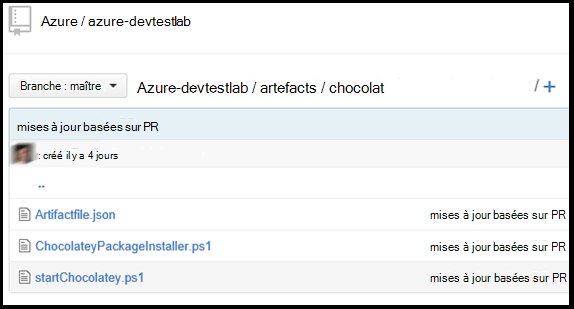 Azure / azure-devtestlab
Branche : maître
Azure-devtestlab / artefacts / chocolat / +
mises à jour basées sur PR
: créé il y a 4 jours
..
Artifactfile.json mises à jour basées sur PR
ChocolateyPackageInstaller.ps1 mises à jour basées sur PR
startChocolatey.ps1 mises à jour basées sur PR